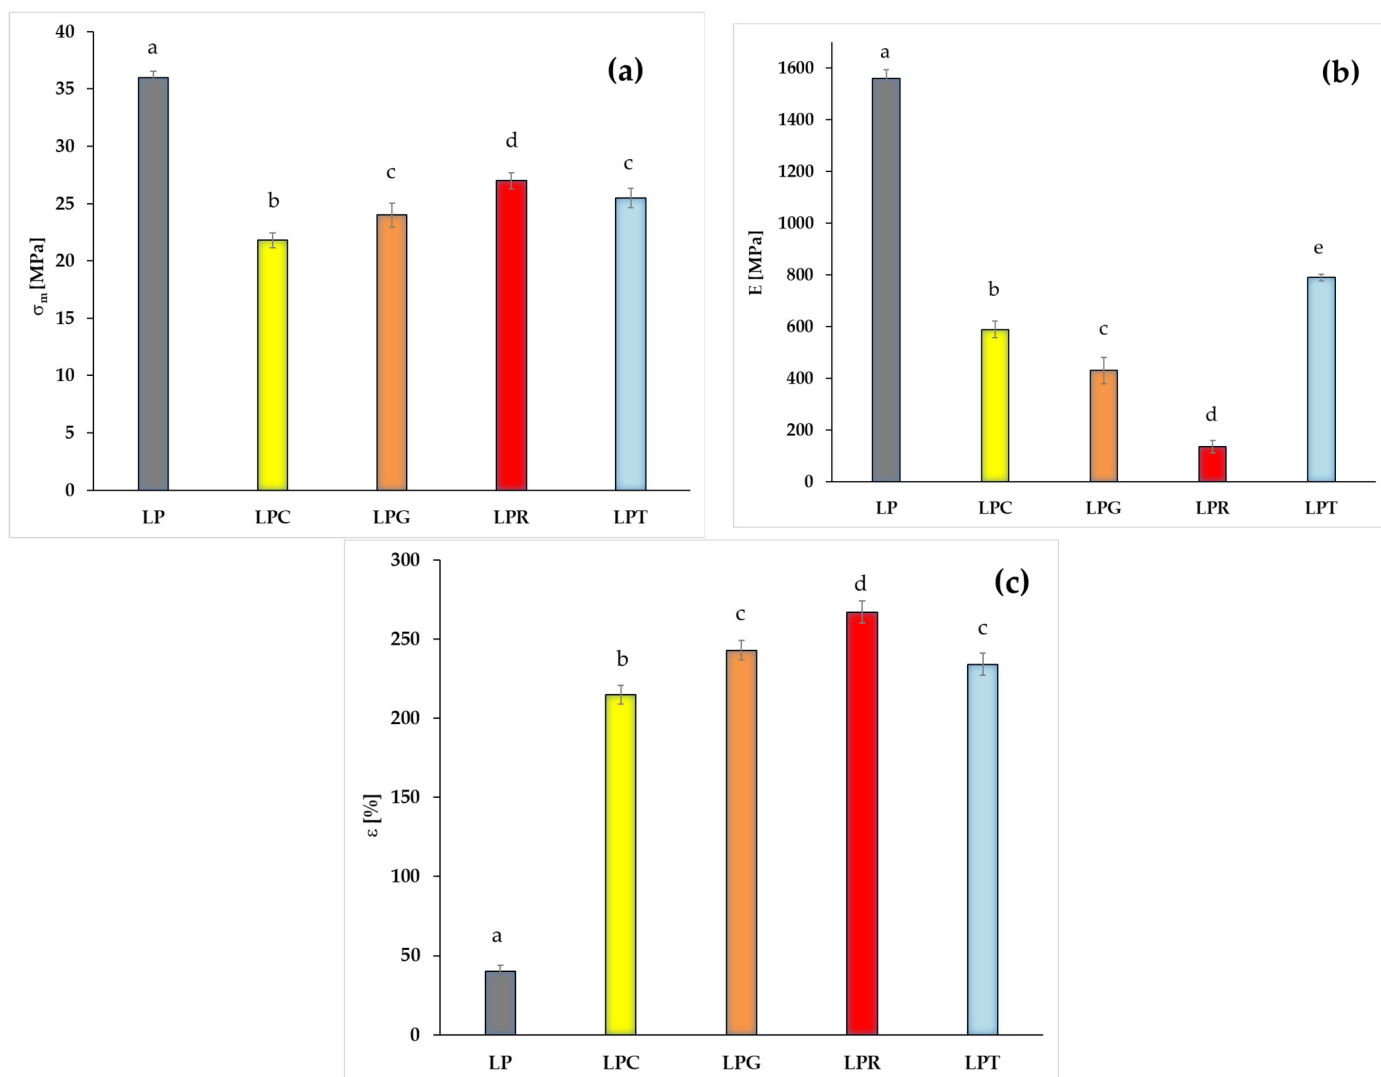 (a)
σm [MPa]
40
35
30
25
20
15
10
5
0
a
b
c
d
c
LP LPC LPG LPR LPT
(b)
E [MPa]
1600
1400
1200
1000
800
600
400
200
0
a
b
c
d
e
LP LPC LPG LPR LPT
(c)
ε [%]
300
250
200
150
100
50
0
a
b
c
d
c
LP LPC LPG LPR LPT